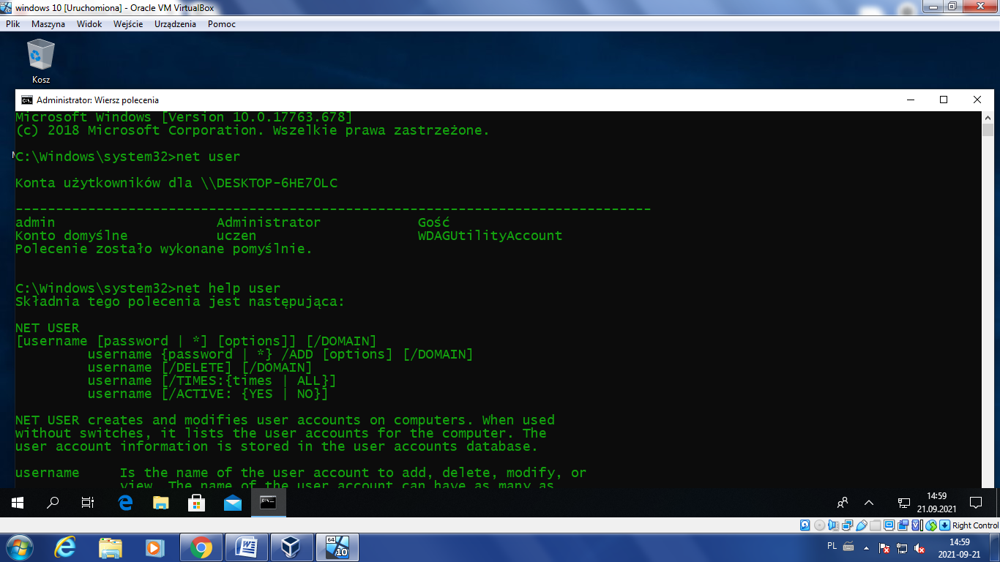 windows 10 [Uruchomiona] - Oracle VM VirtualBox
Plik Maszyna Widok Wejście Urządzenia Pomoc
Kosz
Administrator: Wiersz polecenia
Microsoft Windows [Version 10.0.17763.678]
(c) 2018 Microsoft Corporation. Wszelkie prawa zastrzeżone.
C:\Windows\system32>net user
Konta użytkowników dla \\DESKTOP-6HE7OLC
-------------------------------------------------------------------------------
admin Administrator Gość
Konto domyślne uczen WDAGUtilityAccount
Polecenie zostało wykonane pomyślnie.
C:\Windows\system32>net help user
Składnia tego polecenia jest następująca:
NET USER
[username [password | *] [options]] [/DOMAIN]
username {password | *} /ADD [options] [/DOMAIN]
username [/DELETE] [/DOMAIN]
username [/TIMES:{times | ALL}]
username [/ACTIVE: {YES | NO}]
NET USER creates and modifies user accounts on computers. When used
without switches, it lists the user accounts for the computer. The
user account information is stored in the user accounts database.
username Is the name of the user account to add, delete, modify, or
view. The name of the user account can have as many as
14:59
21.09.2021
Right Control
64
10
PL
14:59
2021-09-21